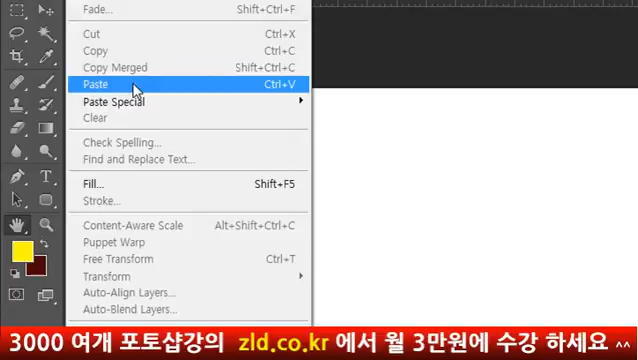 Fade... Shift+Ctrl+F
Cut Ctrl+X
Copy Ctrl+C
Copy Merged Shift+Ctrl+C
Paste Ctrl+V
Paste Special
Clear
Check Spelling...
Find and Replace Text...
Fill... Shift+F5
Stroke...
Content-Aware Scale Alt+Shift+Ctrl+C
Puppet Warp
Free Transform Ctrl+T
Transform
Auto-Align Layers...
Auto-Blend Layers...
3000 여개 포토샵강의 zld.co.kr 에서 월 3만원에 수강 하세요 ^^